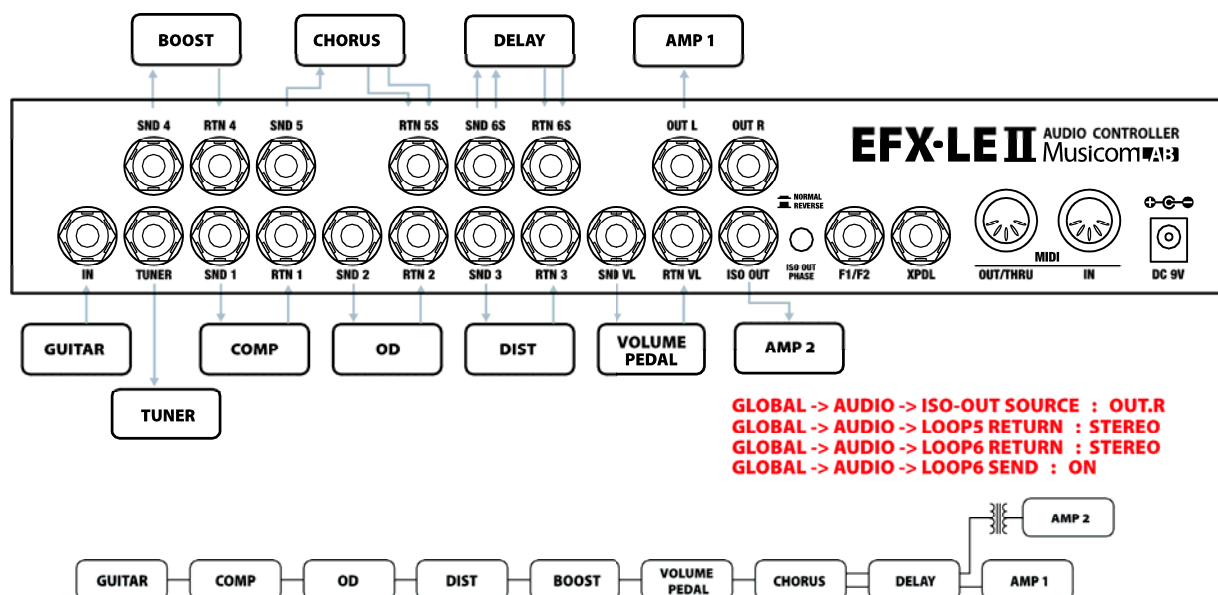 BOOST
CHORUS
DELAY
AMP 1
SND 4
RTN 4
SND 5
RTN 5S
SND 6S
RTN 6S
OUT L
OUT R
EFX·LE II
AUDIO CONTROLLER
MusicomLAB
NORMAL
REVERSE
IN
TUNER
SND 1
RTN 1
SND 2
RTN 2
SND 3
RTN 3
SND VL
RTN VL
ISO OUT
ISO OUT
PHASE
F1/F2
XPDL
OUT/THRU
MIDI
IN
DC 9V
GUITAR
COMP
OD
DIST
VOLUME
PEDAL
AMP 2
TUNER
GLOBAL -> AUDIO -> ISO-OUT SOURCE : OUT.R
GLOBAL -> AUDIO -> LOOP5 RETURN : STEREO
GLOBAL -> AUDIO -> LOOP6 RETURN : STEREO
GLOBAL -> AUDIO -> LOOP6 SEND : ON
AMP 2
GUITAR
COMP
OD
DIST
BOOST
VOLUME
PEDAL
CHORUS
DELAY
AMP 1